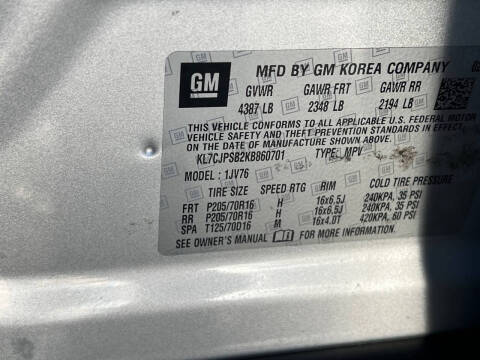 GM
MFD BY GM KOREA COMPANY
GVWR GAWR FRT GAWR RR
4387 LB 2348 LB 2194 LB
THIS VEHICLE CONFORMS TO ALL APPLICABLE U.S. FEDERAL MOTOR
VEHICLE SAFETY AND THEFT PREVENTION STANDARDS IN EFFECT
ON THE DATE OF MANUFACTURE SHOWN ABOVE.
KL7CJPSB2KB860701 TYPE: MPV
MODEL: 1JV76
TIRE SIZE SPEED RTG RIM COLD TIRE PRESSURE
FRT P205/70R16 H 16x6.5J 240KPA, 35 PSI
RR P205/70R16 H 16x6.5J 240KPA, 35 PSI
SPA T125/70D16 M 16x4.0T 420KPA, 60 PSI
SEE OWNER'S MANUAL FOR MORE INFORMATION.